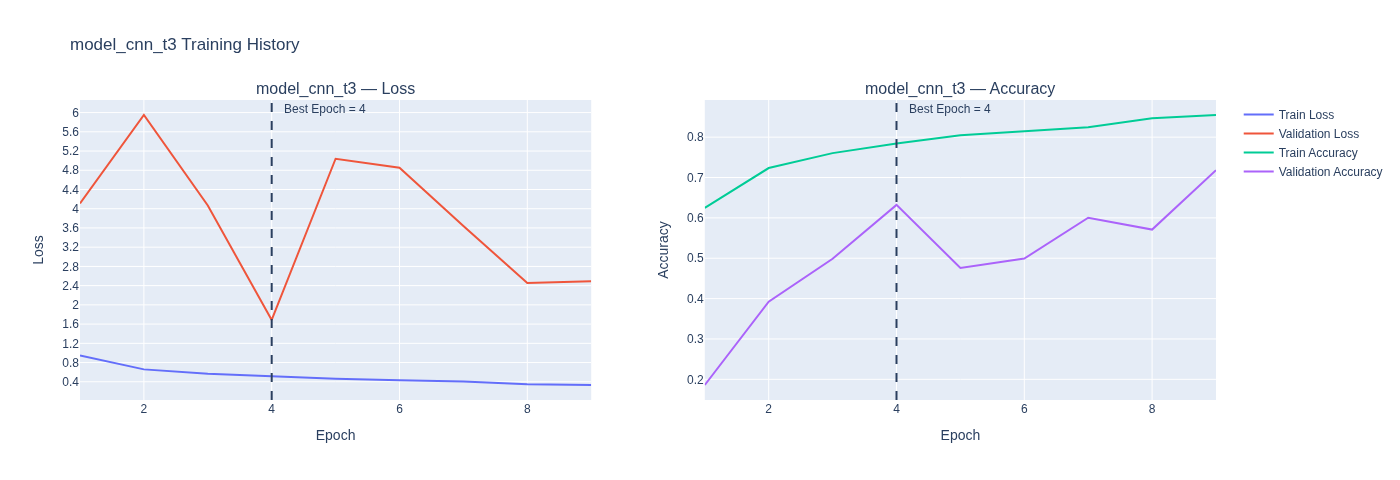 model_cnn_t3 Training History
model_cnn_t3 — Loss
Best Epoch = 4
6
5.6
5.2
4.8
4.4
4
3.6
3.2
2.8
2.4
2
1.6
1.2
0.8
0.4
2
4
6
8
Loss
Epoch
model_cnn_t3 — Accuracy
Best Epoch = 4
0.8
0.7
0.6
0.5
0.4
0.3
0.2
2
4
6
8
Accuracy
Epoch
Train Loss
Validation Loss
Train Accuracy
Validation Accuracy